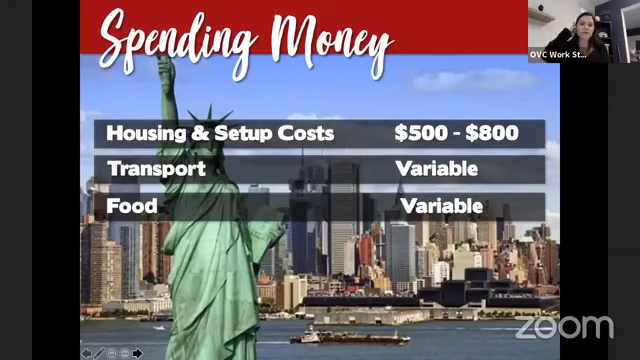 Spending Money
OVC Work St...
Housing & Setup Costs $500 - $800
Transport Variable
Food Variable
zoom